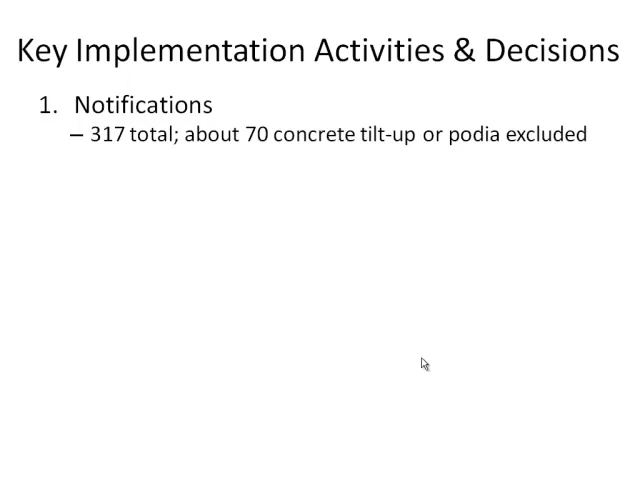 Key Implementation Activities & Decisions
1. Notifications
– 317 total; about 70 concrete tilt-up or podia excluded